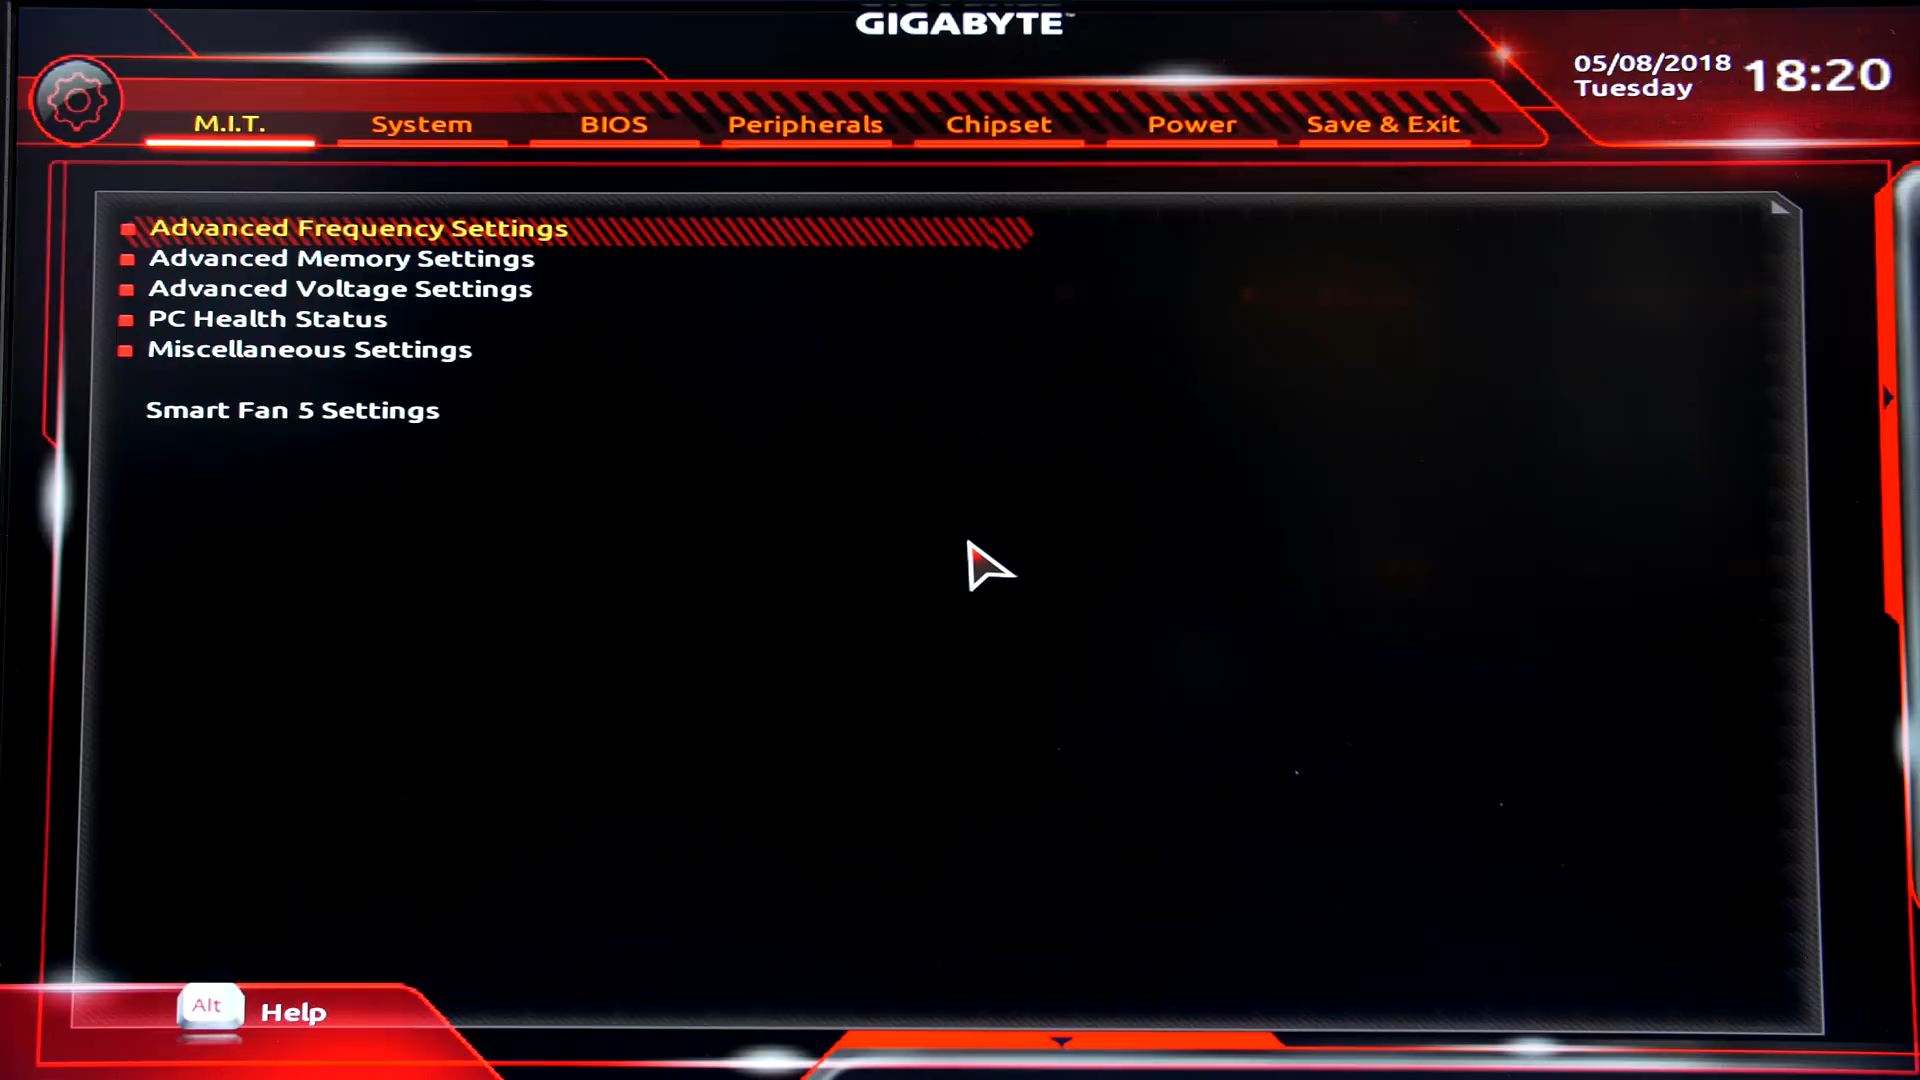 GIGABYTE™
05/08/2018
Tuesday
18:20
M.I.T.
System
BIOS
Peripherals
Chipset
Power
Save & Exit
Advanced Frequency Settings
Advanced Memory Settings
Advanced Voltage Settings
PC Health Status
Miscellaneous Settings
Smart Fan 5 Settings
Alt
Help